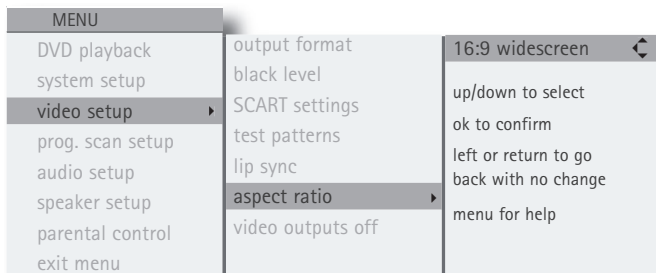 MENU
DVD playback
system setup
video setup
prog. scan setup
audio setup
speaker setup
parental control
exit menu
output format
black level
SCART settings
test patterns
lip sync
aspect ratio
video outputs off
16:9 widescreen
up/down to select
ok to confirm
left or return to go
back with no change
menu for help